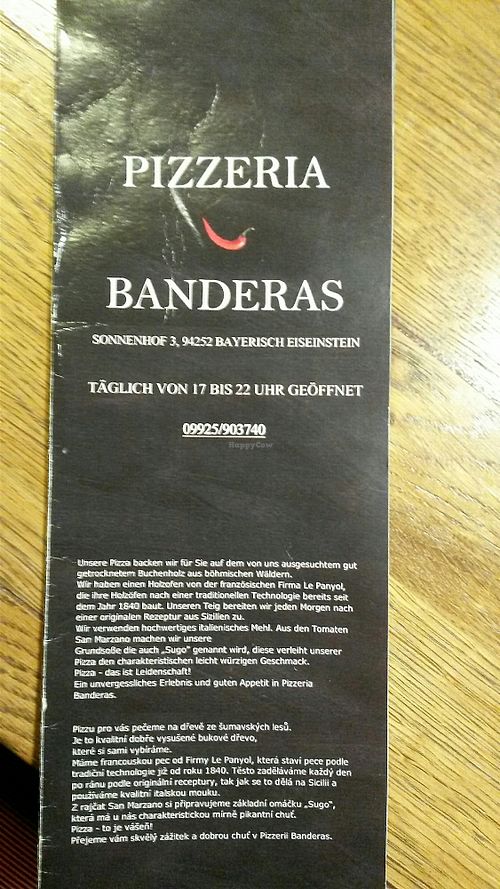 PIZZERIA
BANDERAS
SONNENHOF 3, 94252 BAYERISCH EISEINSTEIN
TÄGLICH VON 17 BIS 22 UHR GEÖFFNET
09925/903740
HappyCow
Unsere Pizza backen wir für Sie auf dem von uns ausgesuchtem gut
getrocknetem Buchenholz aus böhmischen Wäldern.
Wir haben einen Holzofen von der französischen Firma Le Panyol,
die ihre Holzöfen nach einer traditionellen Technologie bereits seit
dem Jahr 1840 baut. Unseren Teig bereiten wir jeden Morgen nach
einer originalen Rezeptur aus Sizilien zu.
Wir verwenden hochwertiges italienisches Mehl. Aus den Tomaten
San Marzano machen wir unsere
Grundsoße die auch „Sugo" genannt wird, diese verleiht unserer
Pizza den charakteristischen leicht würzigen Geschmack.
Pizza - das ist Leidenschaft!
Ein unvergessliches Erlebnis und guten Appetit in Pizzeria
Banderas.
Pizzu pro vás pečeme na dřevě ze šumavských lesů.
Je to kvalitní dobře vysušené bukové dřevo,
které si sami vybíráme.
Máme francouskou pec od Firmy Le Panyol, která staví pece podle
tradiční technologie již od roku 1840. Těsto zaděláváme každý den
po ránu podle originální receptury, tak jak se to dělá na Sicílii a
používáme kvalitní italskou mouku.
Z rajčat San Marzano si připravujeme základní omáčku „Sugo",
která má u nás charakteristickou mírně pikantní chuť.
Pizza - to je vášeň!
Přejeme vám skvělý zážitek a dobrou chuť v Pizzerii Banderas.